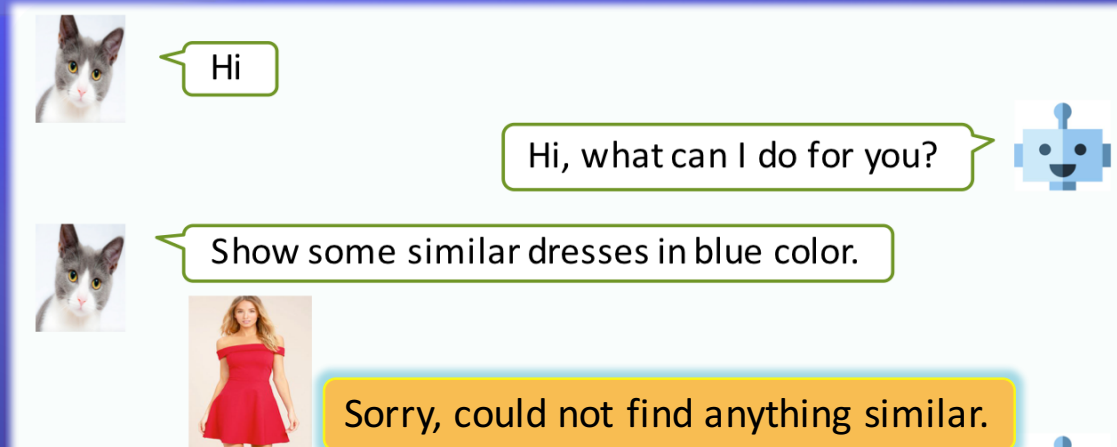 Hi
Hi, what can I do for you?
Show some similar dresses in blue color.
Sorry, could not find anything similar.